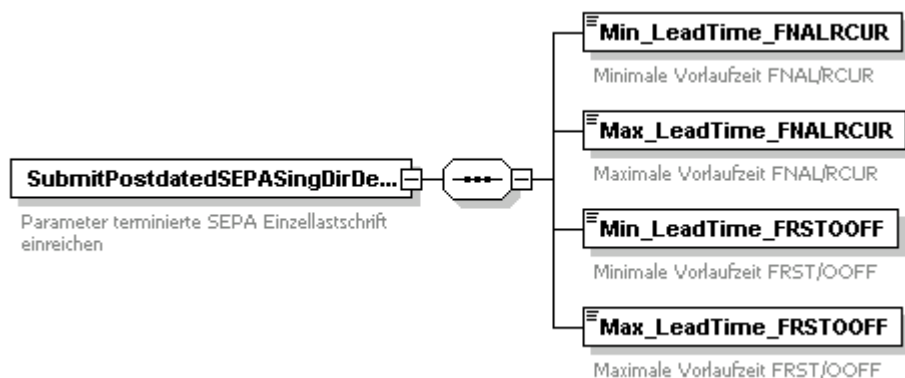 Min_LeadTime_FNALRCUR
Minimale Vorlaufzeit FNAL/RCUR
Max_LeadTime_FNALRCUR
Maximale Vorlaufzeit FNAL/RCUR
SubmitPostdatedSEPASingDirDe...
Parameter terminierte SEPA Einzellastschrift
einreichen
Min_LeadTime_FRSTOOFF
Minimale Vorlaufzeit FRST/OOFF
Max_LeadTime_FRSTOOFF
Maximale Vorlaufzeit FRST/OOFF